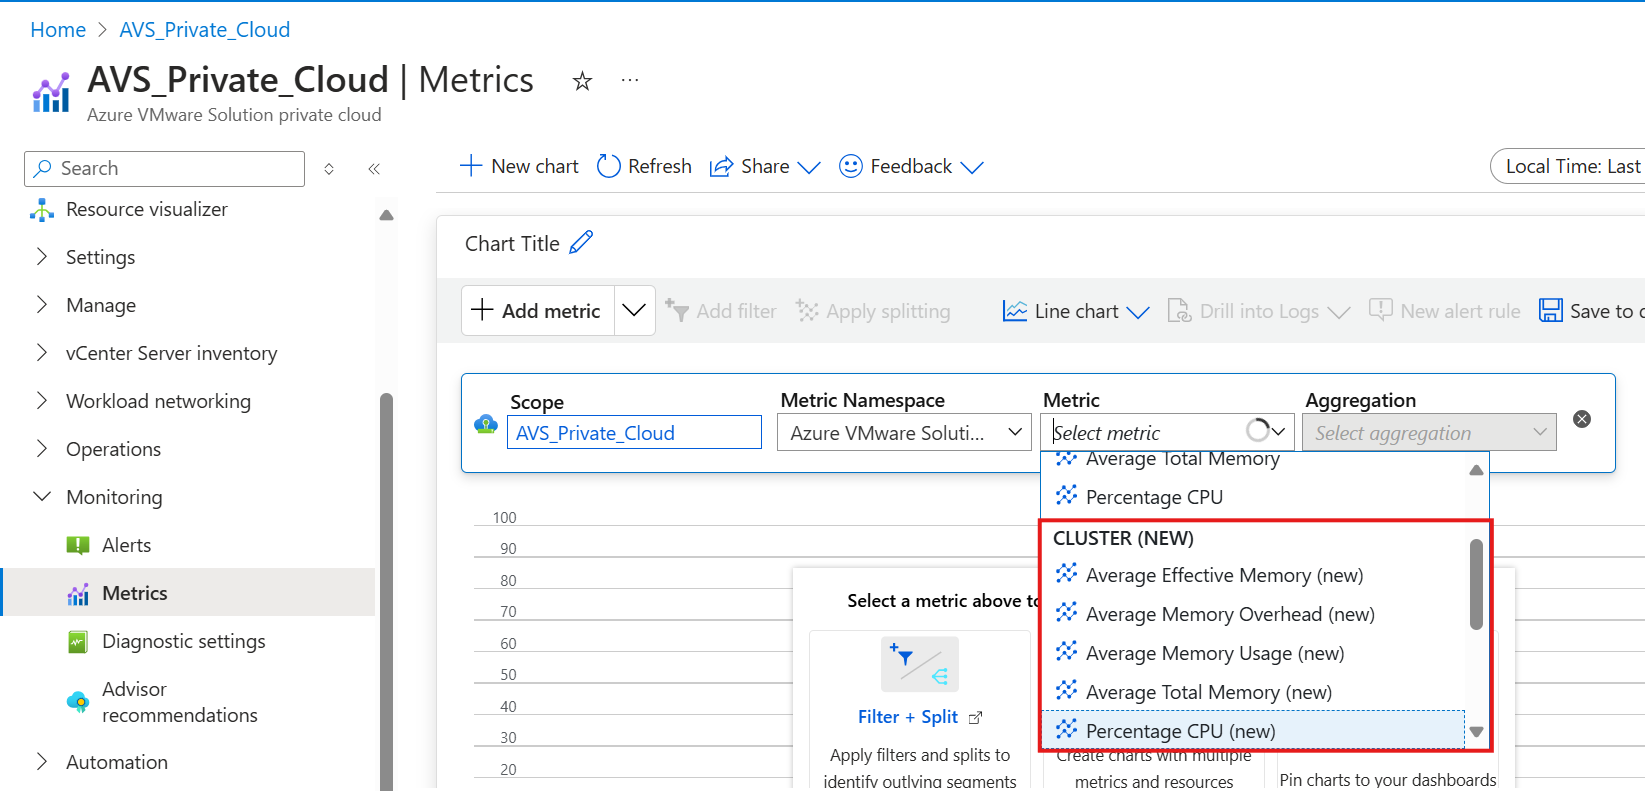 Home > AVS_Private_Cloud
AVS_Private_Cloud | Metrics
Azure VMware Solution private cloud
Search
Resource visualizer
Settings
Manage
vCenter Server inventory
Workload networking
Operations
Monitoring
Alerts
Metrics
Diagnostic settings
Advisor
recommendations
Automation
New chart Refresh Share Feedback Local Time: Last
Chart Title
Add metric Add filter Apply splitting Line chart Drill into Logs New alert rule Save to
Scope Metric Namespace Metric Aggregation
AVS_Private_Cloud Azure VMware Soluti... Select metric Select aggregation
Average Total Memory
Percentage CPU
CLUSTER (NEW)
Average Effective Memory (new)
Average Memory Overhead (new)
Average Memory Usage (new)
Average Total Memory (new)
Percentage CPU (new)
100
90
80
70
60
50
40
30
20
Select a metric above to
Filter + Split
Apply filters and splits to
identify outlying segments
Create charts with multiple
metrics and resources
Pin charts to your dashboards